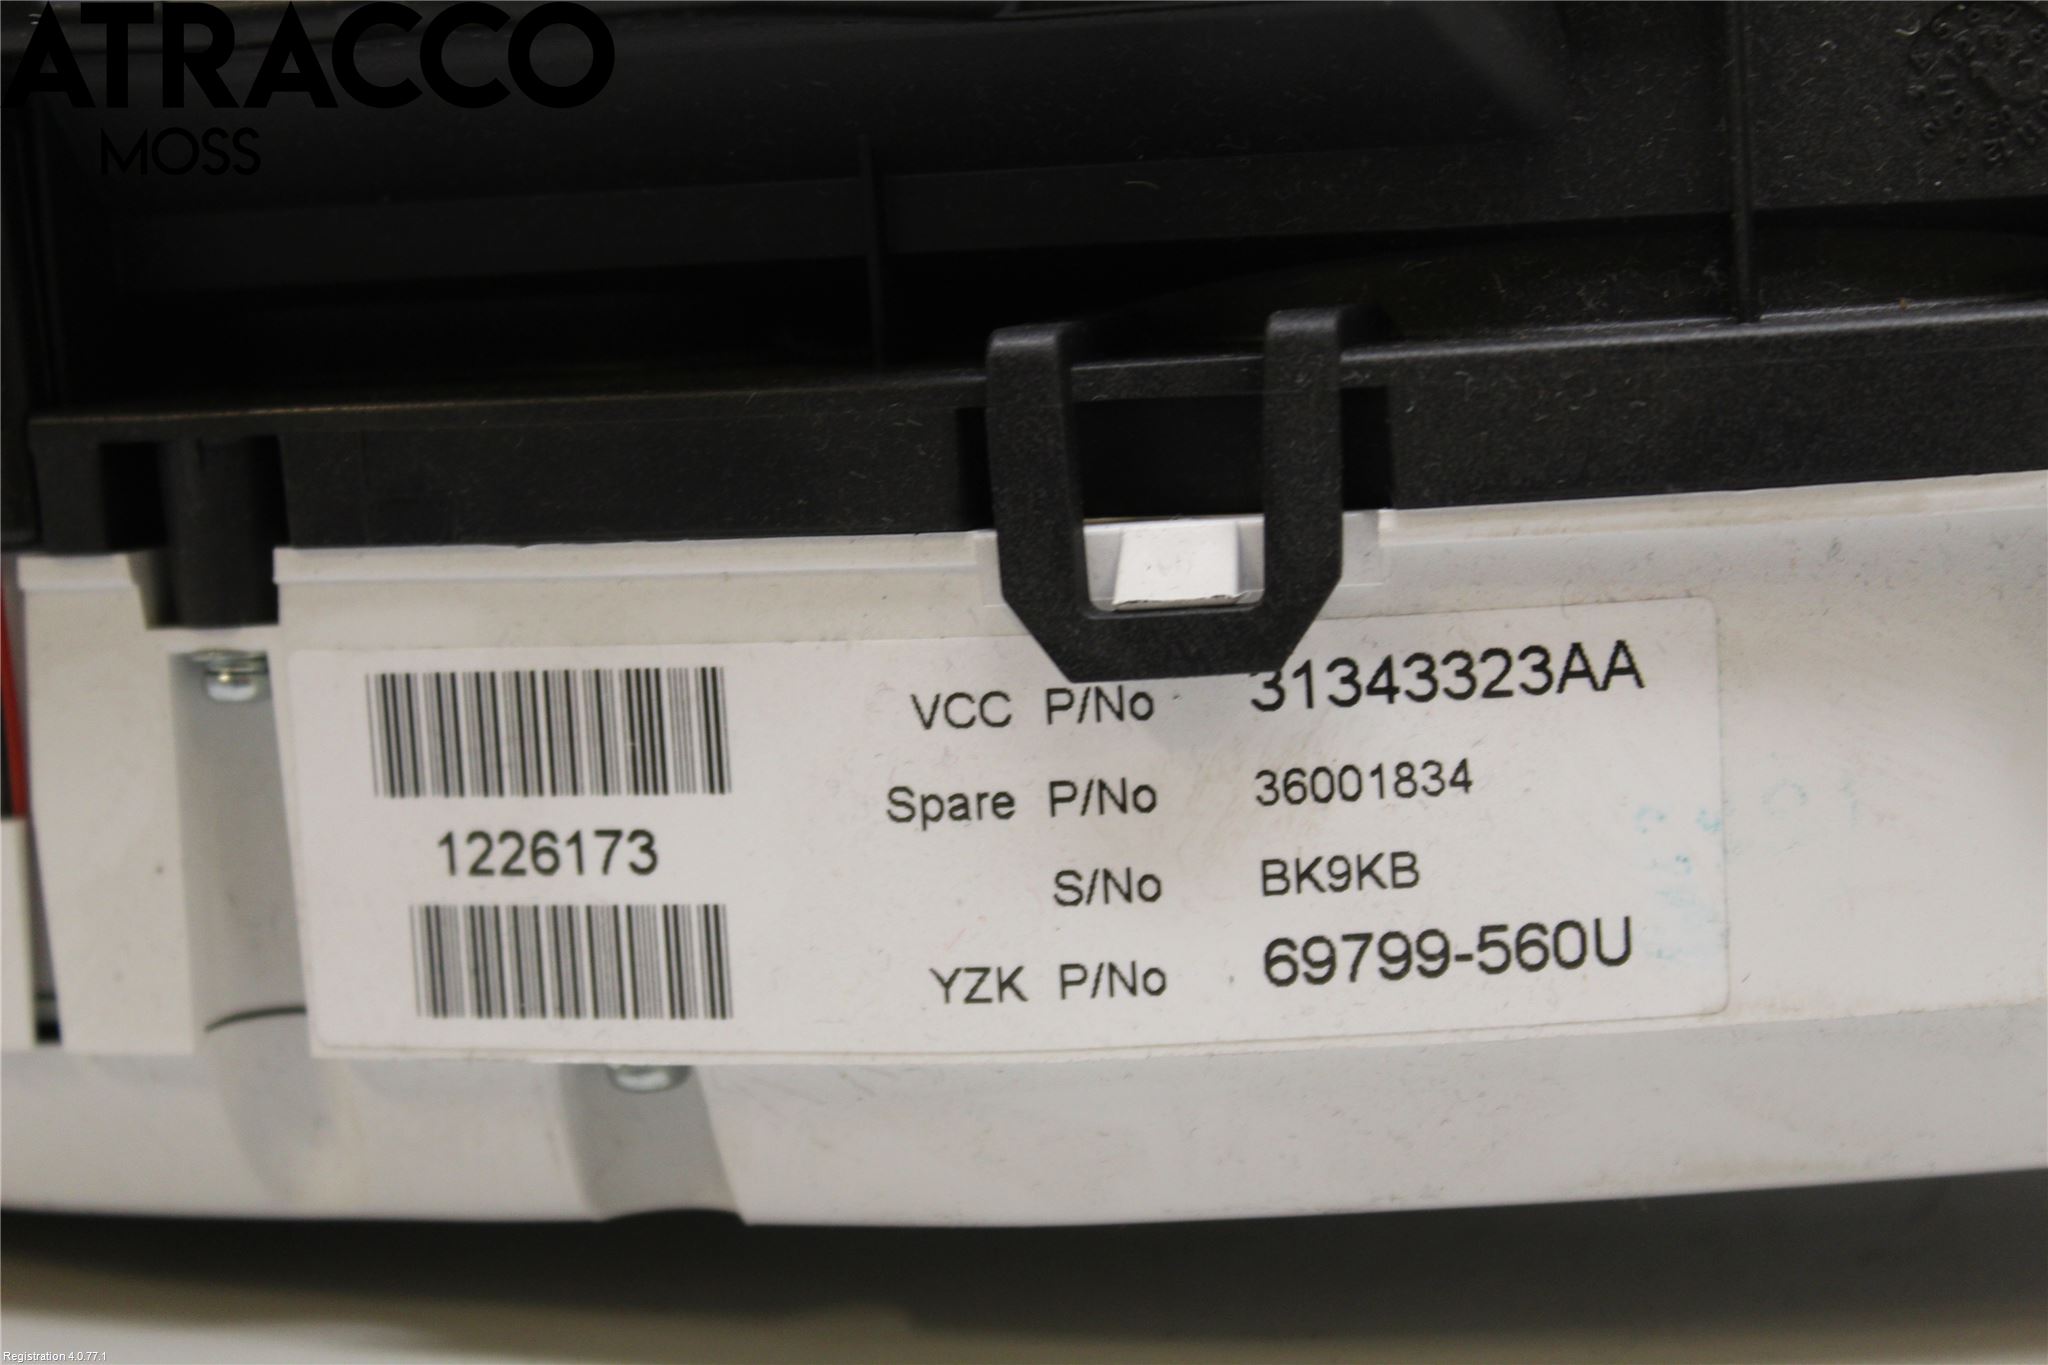 ATRACCO
MOSS
VCC P/No 31343323AA
Spare P/No 36001834
1226173
S/No BK9KB
YZK P/No 69799-560U
Registration 4.0.77.1